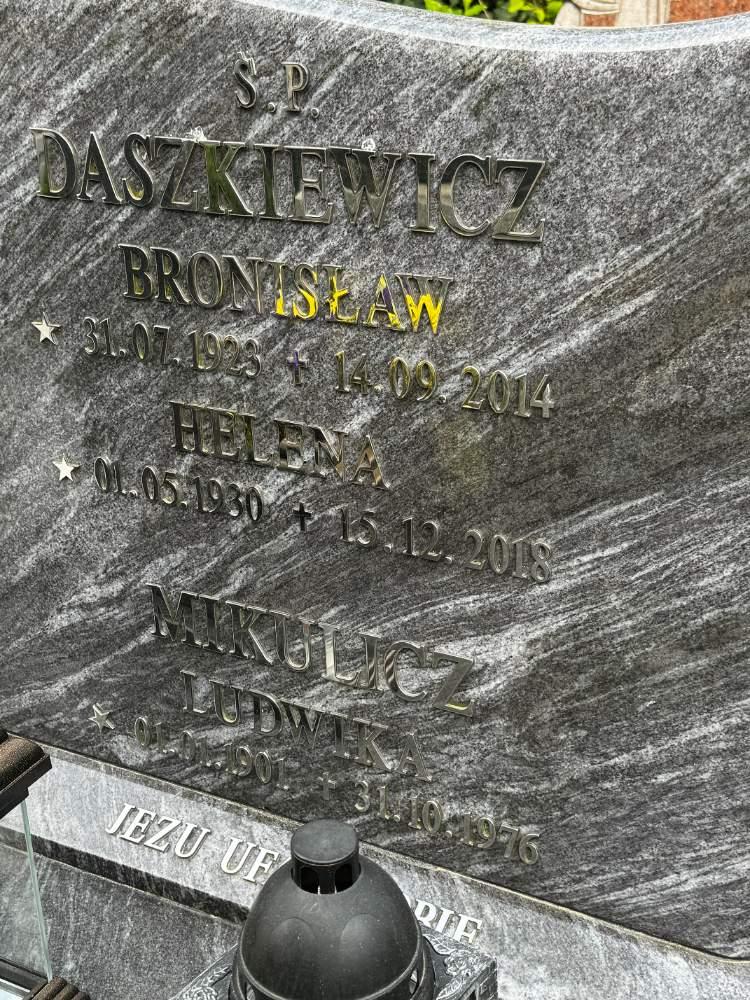 Ś.P.
DASZKIEWICZ
BRONISŁAW
31.07.1923 14.09.2014
HELENA
01.05.1930 15.12.2018
MIKULICZ
LUDWIKA
01.01.1901 31.10.1976
JEZU